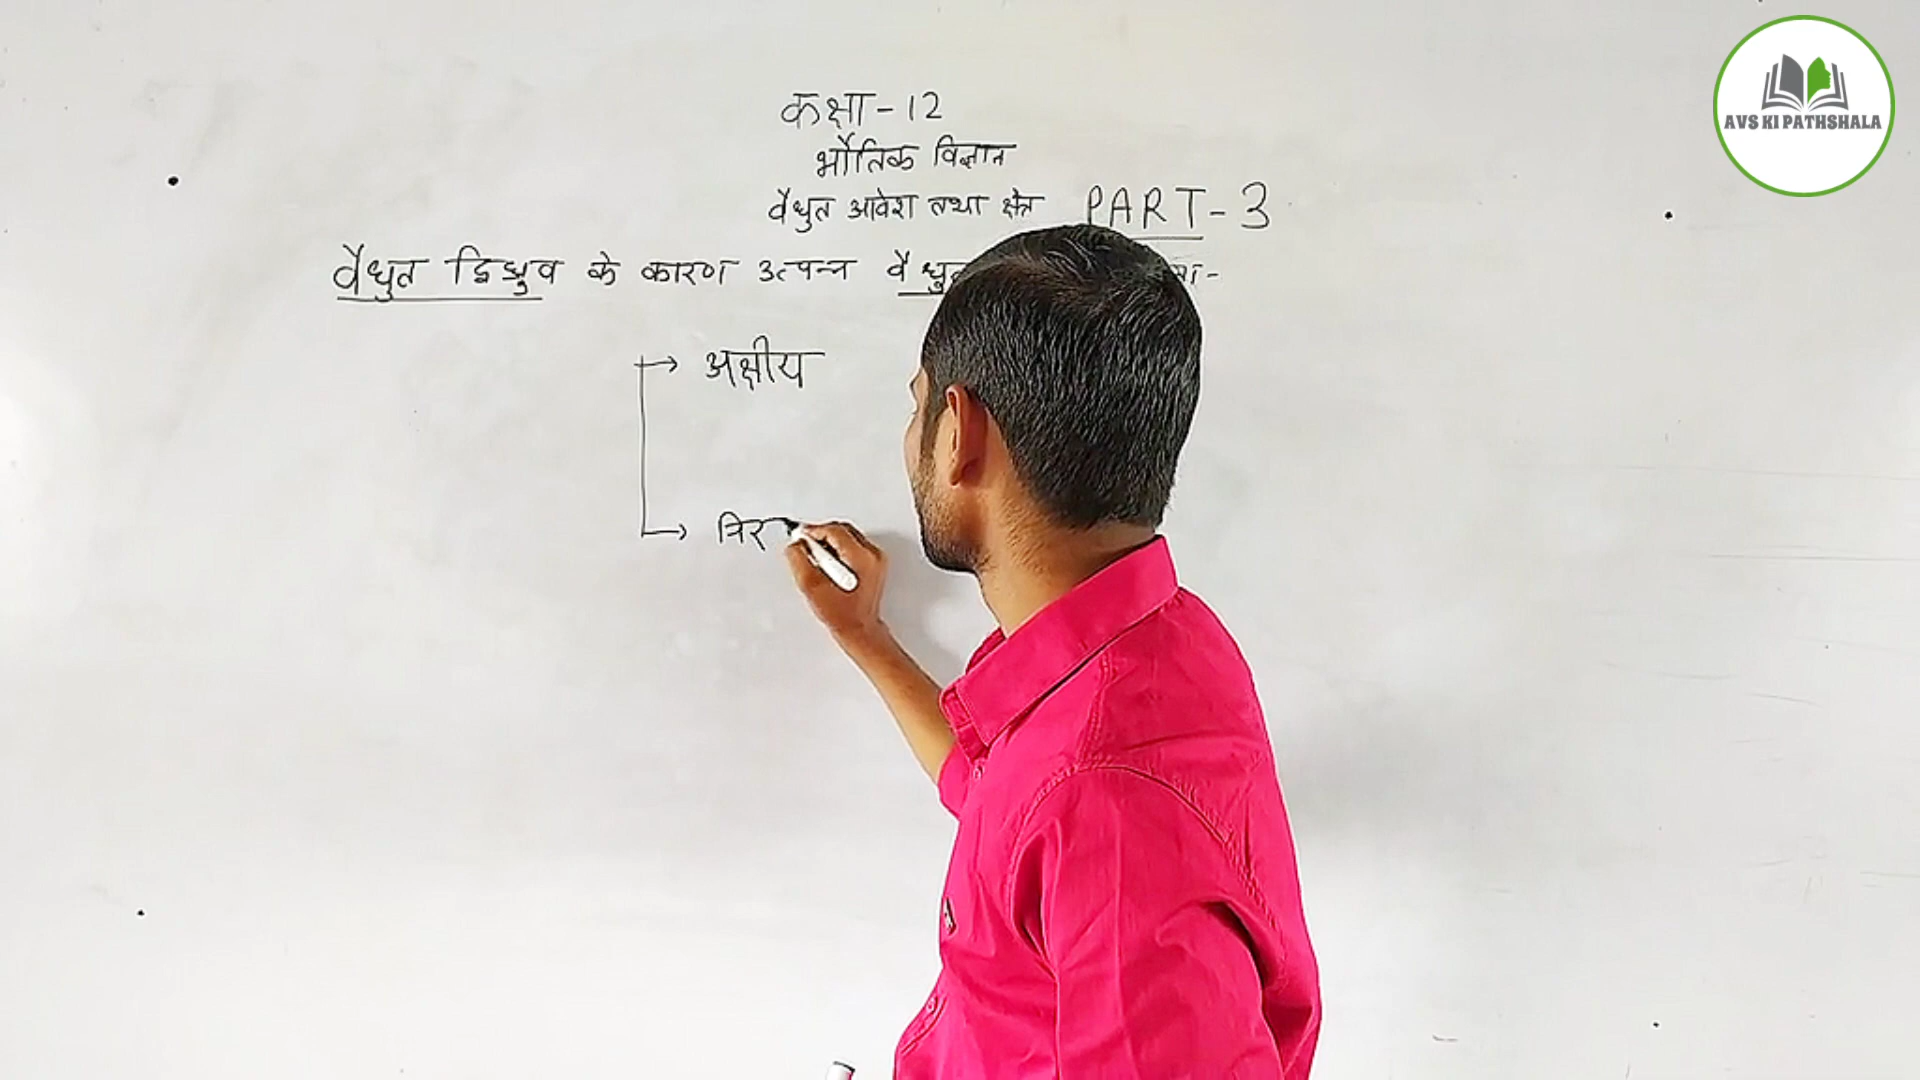 AVS KI PATHSHALA
कक्षा-12
भौतिक विज्ञान
वैधुत आवेश तथा क्षेत्र PART-3
वैधुत द्विध्रुव के कारण उत्पन्न
→ अक्षीय
→ निर